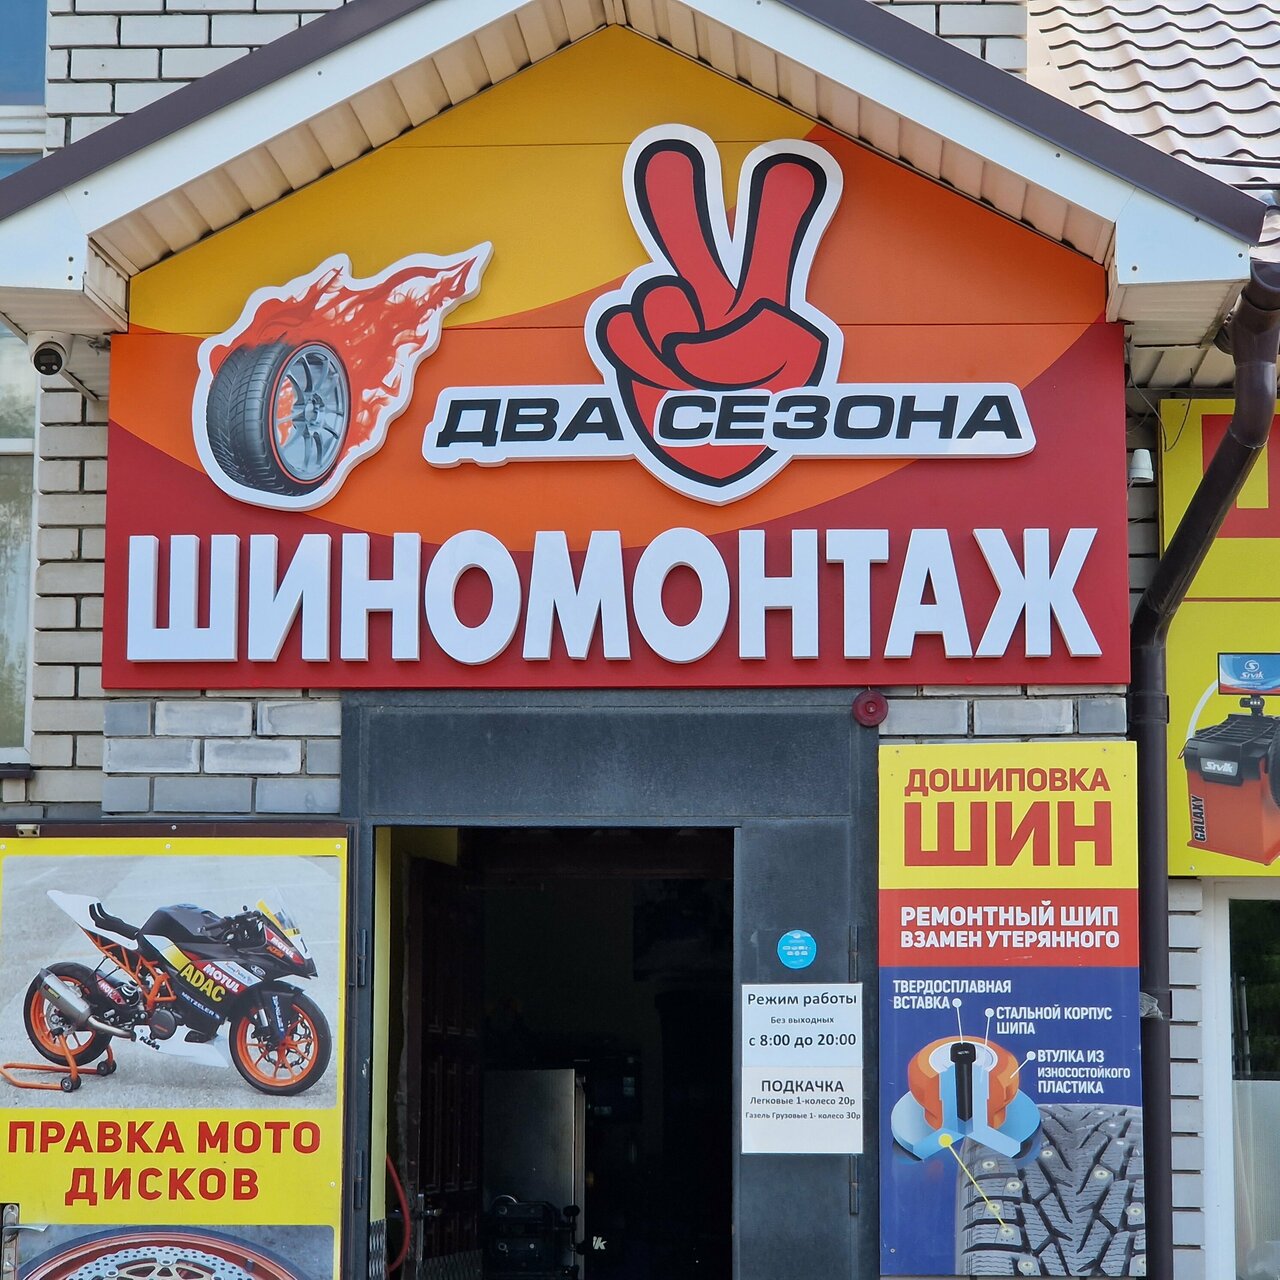 ДВА СЕЗОНА
ШИНОМОНТАЖ
ДОШИПОВКА
ШИН
РЕМОНТНЫЙ ШИП
ВЗАМЕН УТЕРЯННОГО
ТВЕРДОСПЛАВНАЯ
ВСТАВКА
СТАЛЬНОЙ КОРПУС
ШИПА
ВТУЛКА ИЗ
ИЗНОСОСТОЙКОГО
ПЛАСТИКА
Режим работы
Без выходных
с 8:00 до 20:00
ПОДКАЧКА
Легковые 1-колесо 20р
Газель Грузовые 1- колесо 30р
MOTUL
ADAC
METZELER
ПРАВКА МОТО
ДИСКОВ
Sivik
Sivik
GALAXY